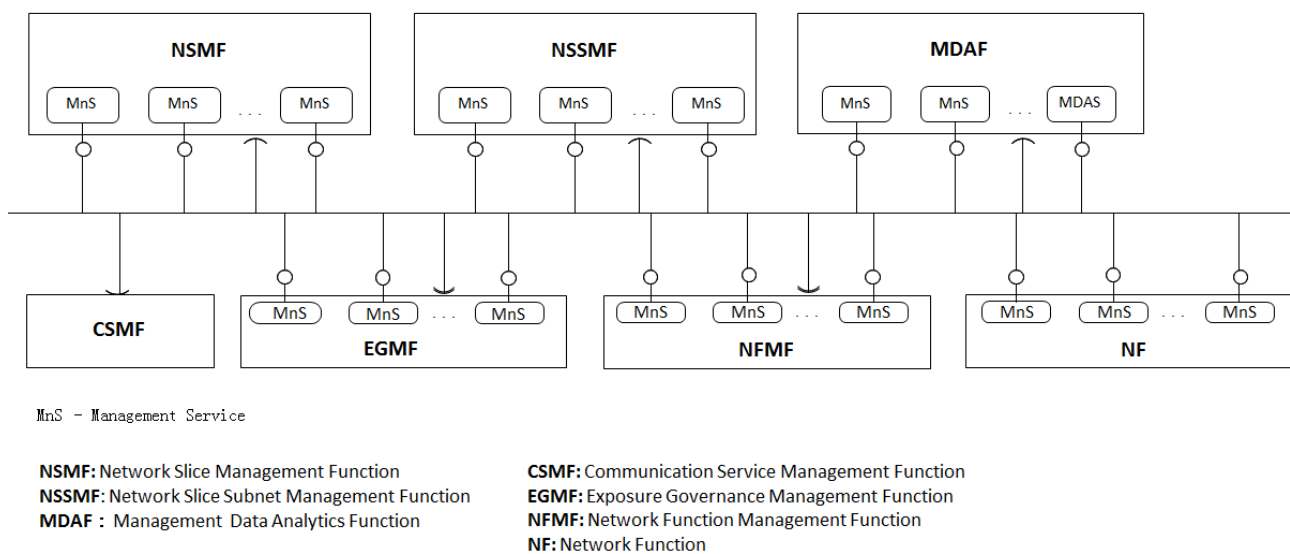 NSMF
NSSMF
MDAF
MnS MnS ... MnS
MnS MnS ... MnS
MnS MnS ... MDAS
MnS MnS ... MnS
MnS MnS ... MnS
MnS MnS ... MnS
CSMF
EGMF
NFMF
NF
MnS - Management Service
NSMF: Network Slice Management Function
NSSMF: Network Slice Subnet Management Function
MDAF : Management Data Analytics Function
CSMF: Communication Service Management Function
EGMF: Exposure Governance Management Function
NFMF: Network Function Management Function
NF: Network Function